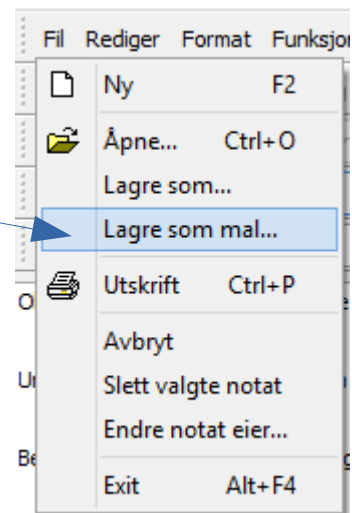 Fil Rediger Format Funksjon
Ny F2
Åpne... Ctrl+O
Lagre som...
Lagre som mal...
Utskrift Ctrl+P
Avbryt
Slett valgte notat
Endre notat eier...
Exit Alt+F4